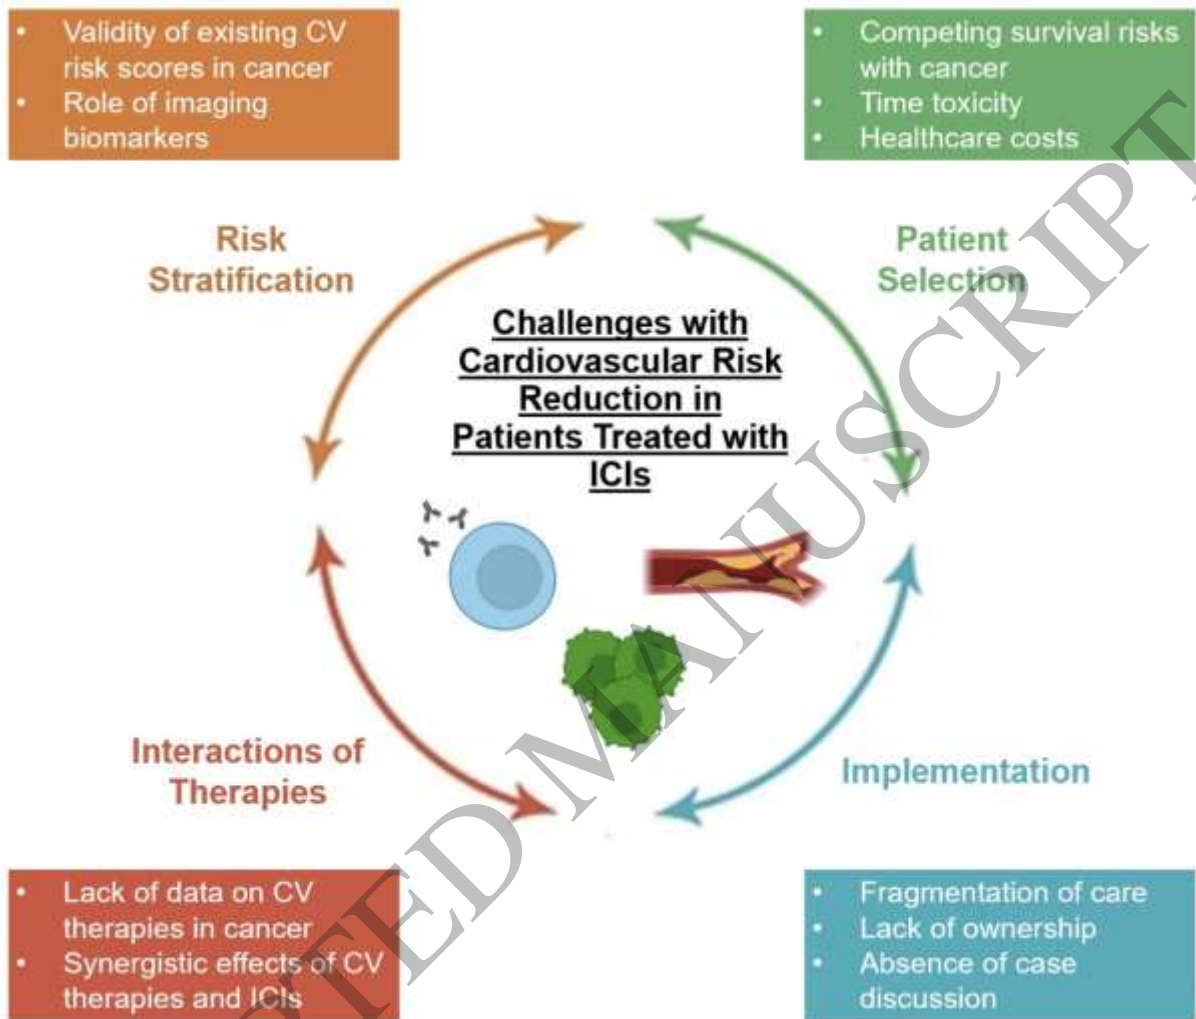 • Validity of existing CV
risk scores in cancer
• Role of imaging
biomarkers
• Competing survival risks
with cancer
• Time toxicity
• Healthcare costs
Risk
Stratification
Patient
Selection
Challenges with
Cardiovascular Risk
Reduction in
Patients Treated with
ICIs
Interactions of
Therapies
Implementation
• Lack of data on CV
therapies in cancer
• Synergistic effects of CV
therapies and ICIs
• Fragmentation of care
• Lack of ownership
• Absence of case
discussion
PTED MANUSCRIPT